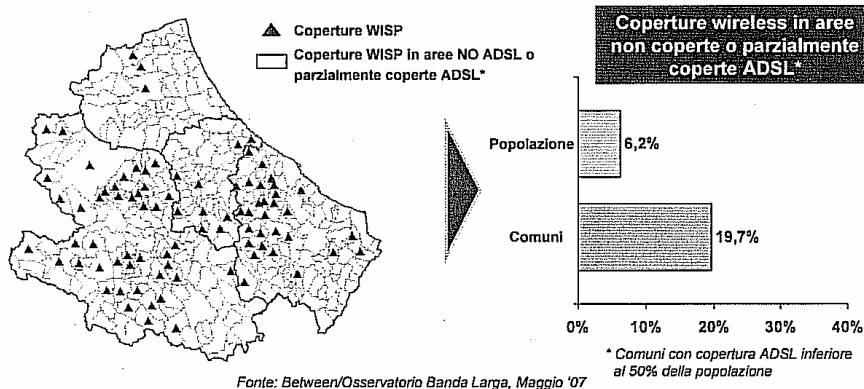 Coperture WISP
Coperture WISP in aree NO ADSL o
parzialmente coperte ADSL*
Coperture wireless in aree
non coperte o parzialmente
coperte ADSL*
Popolazione
6,2%
Comuni
19,7%
0%
10%
20%
30%
40%
* Comuni con copertura ADSL inferiore
al 50% della popolazione
Fonte: Between/Osservatorio Banda Larga, Maggio '07